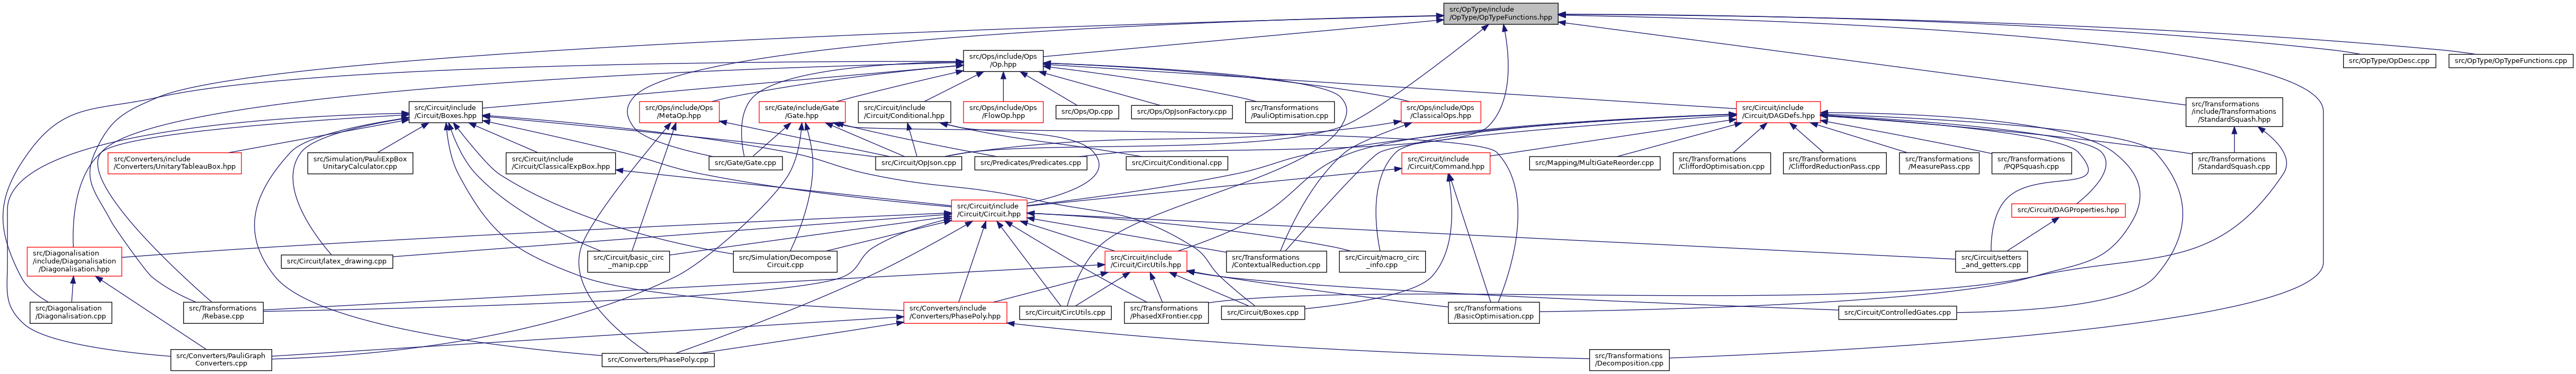 src/OpType/include
/OpType/OpTypeFunctions.hpp
src/Ops/include/Ops
/Op.hpp
src/OpType/OpDesc.cpp
src/OpType/OpTypeFunctions.cpp
src/Circuit/include
/Circuit/Boxes.hpp
src/Ops/include/Ops
/MetaOp.hpp
src/Gate/include/Gate
/Gate.hpp
src/Circuit/include
/Circuit/Conditional.hpp
src/Ops/include/Ops
/FlowOp.hpp
src/Ops/Op.cpp
src/Ops/OpJsonFactory.cpp
src/Transformations
/PauliOptimisation.cpp
src/Ops/include/Ops
/ClassicalOps.hpp
src/Circuit/include
/Circuit/DAGDefs.hpp
src/Transformations
/include/Transformations
/StandardSquash.hpp
src/Converters/include
/Converters/UnitaryTableauBox.hpp
src/Simulation/PauliExpBox
UnitaryCalculator.cpp
src/Circuit/include
/Circuit/ClassicalExpBox.hpp
src/Gate/Gate.cpp
src/Circuit/OpJson.cpp
src/Predicates/Predicates.cpp
src/Circuit/Conditional.cpp
src/Circuit/include
/Circuit/Command.hpp
src/Mapping/MultiGateReorder.cpp
src/Transformations
/CliffordOptimisation.cpp
src/Transformations
/CliffordReductionPass.cpp
src/Transformations
/MeasurePass.cpp
src/Transformations
/PQPSquash.cpp
src/Transformations
/StandardSquash.cpp
src/Circuit/include
/Circuit/Circuit.hpp
src/Circuit/DAGProperties.hpp
src/Diagonalisation
/include/Diagonalisation
/Diagonalisation.hpp
src/Circuit/latex_drawing.cpp
src/Circuit/basic_circ
_manip.cpp
src/Simulation/Decompose
Circuit.cpp
src/Circuit/include
/Circuit/CircUtils.hpp
src/Transformations
/ContextualReduction.cpp
src/Circuit/macro_circ
_info.cpp
src/Circuit/setters
_and_getters.cpp
src/Diagonalisation
/Diagonalisation.cpp
src/Transformations
/Rebase.cpp
src/Converters/include
/Converters/PhasePoly.hpp
src/Circuit/CircUtils.cpp
src/Transformations
/PhasedXFrontier.cpp
src/Circuit/Boxes.cpp
src/Transformations
/BasicOptimisation.cpp
src/Circuit/ControlledGates.cpp
src/Converters/PauliGraph
Converters.cpp
src/Converters/PhasePoly.cpp
src/Transformations
/Decomposition.cpp